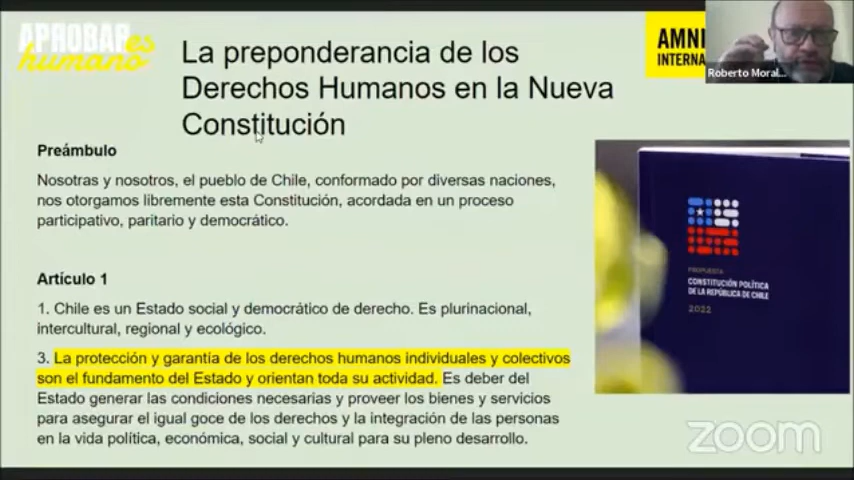 APROBAR es
humano
La preponderancia de los
Derechos Humanos en la Nueva
Constitución
AMNI
INTERNA
Roberto Moral...
Preámbulo
Nosotras y nosotros, el pueblo de Chile, conformado por diversas naciones,
nos otorgamos libremente esta Constitución, acordada en un proceso
participativo, paritario y democrático.
Artículo 1
1. Chile es un Estado social y democrático de derecho. Es plurinacional,
intercultural, regional y ecológico.
3. La protección y garantía de los derechos humanos individuales y colectivos
son el fundamento del Estado y orientan toda su actividad. Es deber del
Estado generar las condiciones necesarias y proveer los bienes y servicios
para asegurar el igual goce de los derechos y la integración de las personas
en la vida política, económica, social y cultural para su pleno desarrollo.
PROPUESTA
CONSTITUCIÓN POLÍTICA
DE LA REPÚBLICA DE CHILE
2022
zoom